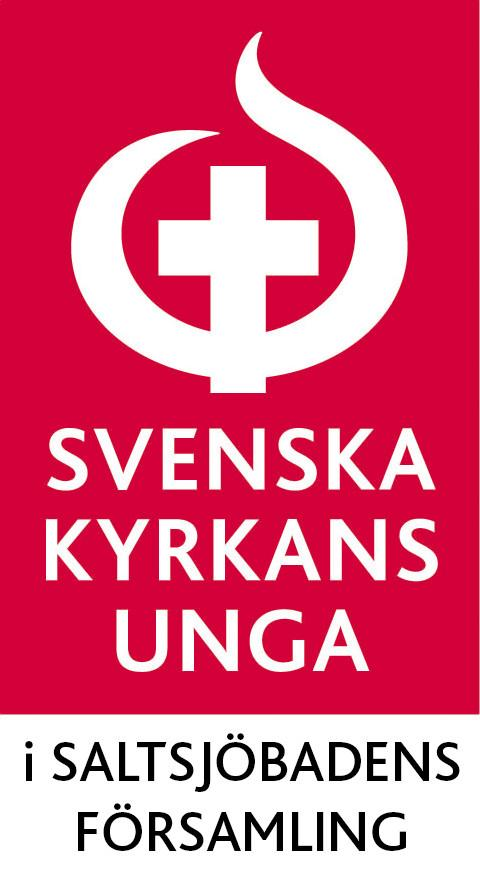 SVENSKA
KYRKANS
UNGA
i SALTSJÖBADENS
FÖRSAMLING